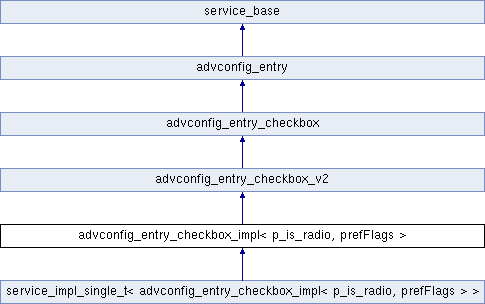 service_base
advconfig_entry
advconfig_entry_checkbox
advconfig_entry_checkbox_v2
advconfig_entry_checkbox_impl< p_is_radio, prefFlags >
service_impl_single_t< advconfig_entry_checkbox_impl< p_is_radio, prefFlags > >